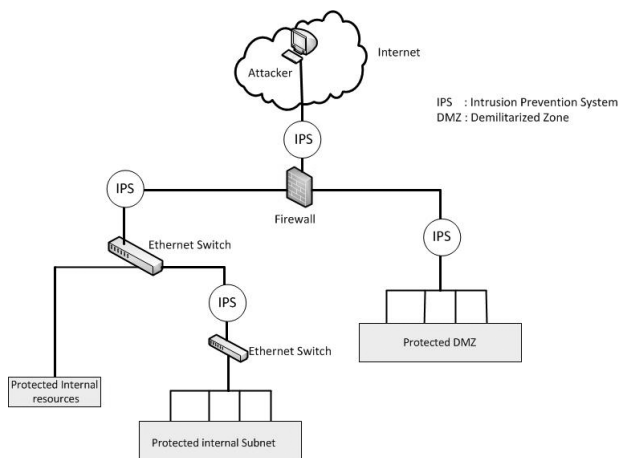 Internet
Attacker
IPS : Intrusion Prevention System
DMZ : Demilitarized Zone
IPS
IPS
Firewall
IPS
Ethernet Switch
IPS
Ethernet Switch
Protected DMZ
Protected Internal
resources
Protected internal Subnet